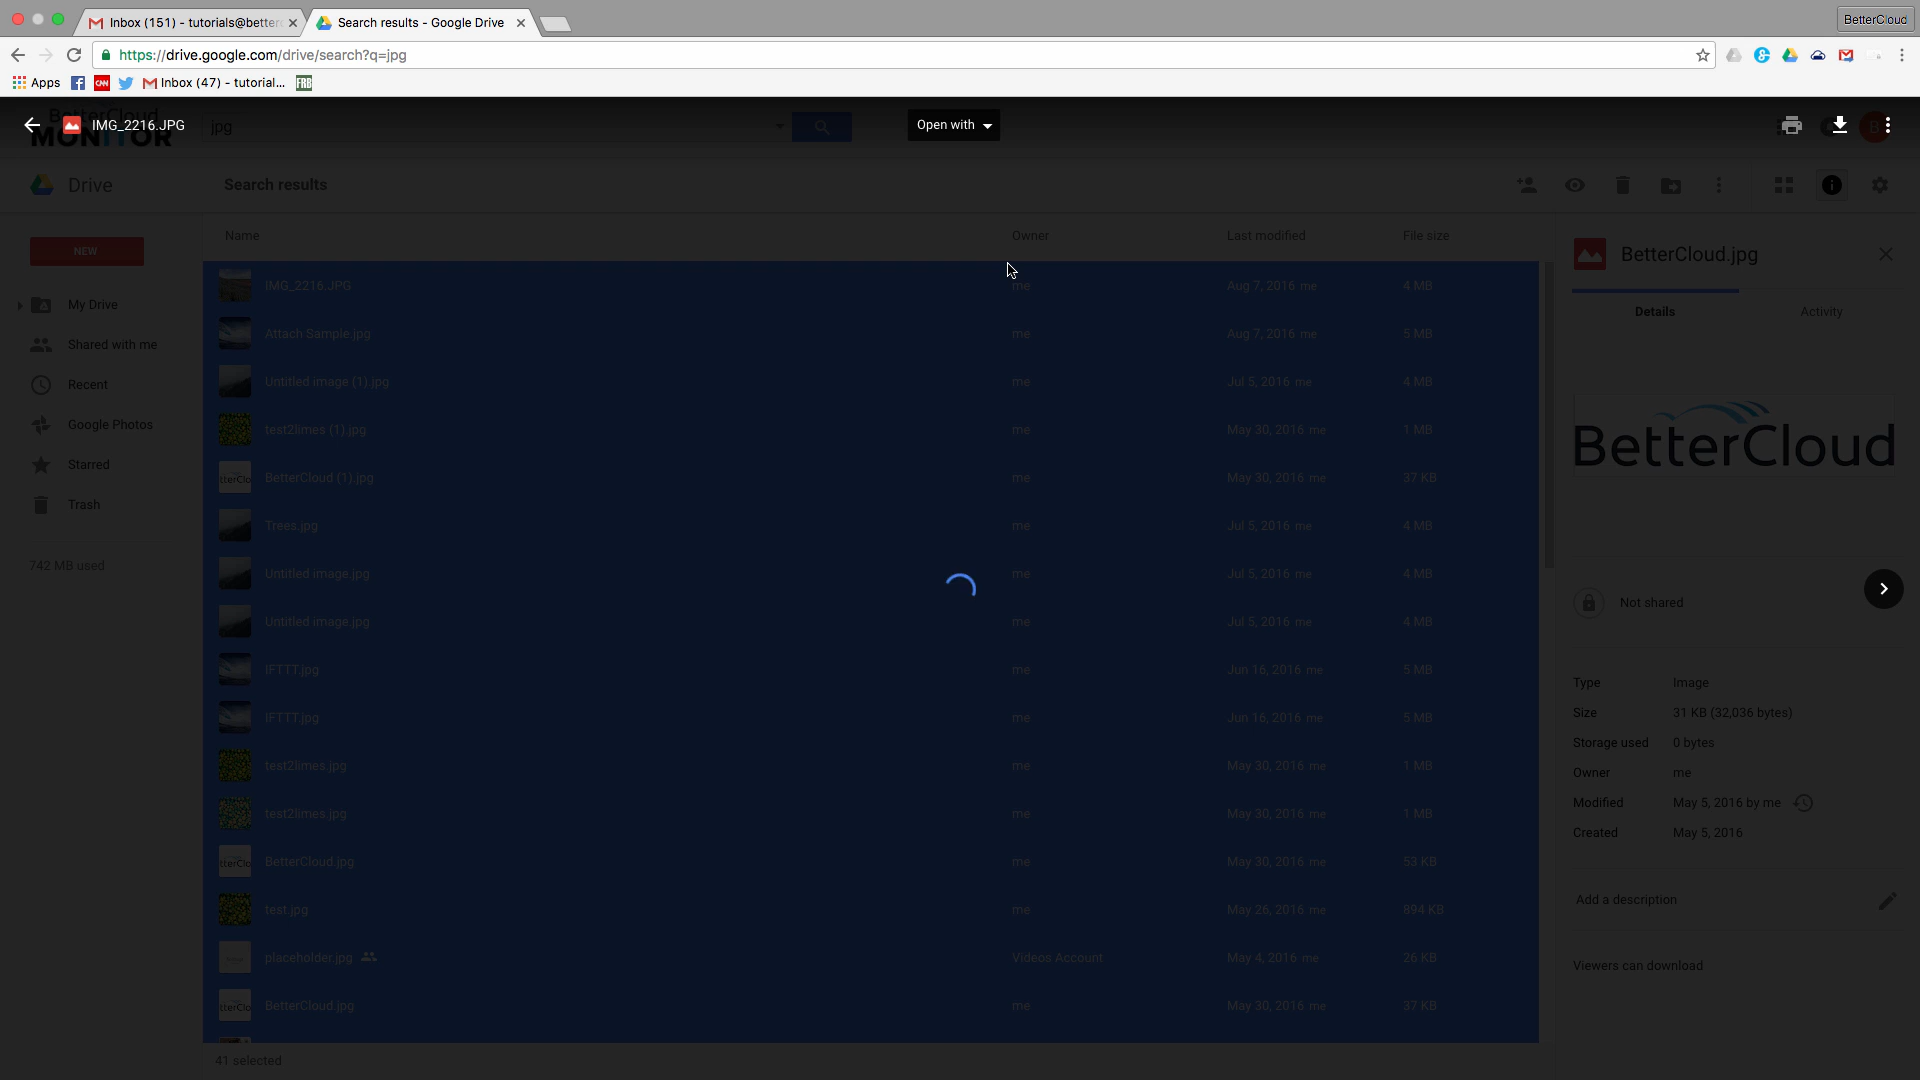 Inbox (151) - tutorials@better
Search results - Google Drive
BetterCloud
https://drive.google.com/drive/search?q=jpg
Apps
CNN
Inbox (47) - tutorial...
FRB
BetterCloud
MONITOR
IMG_2216.JPG
jpg
Open with
B
Drive
Search results
NEW
My Drive
Shared with me
Recent
Google Photos
Starred
Trash
742 MB used
Name Owner Last modified File size
IMG_2216.JPG me Aug 7, 2016 me 4 MB
Attach Sample.jpg me Aug 7, 2016 me 5 MB
Untitled image (1).jpg me Jul 5, 2016 me 4 MB
test2limes (1).jpg me May 30, 2016 me 1 MB
BetterCloud (1).jpg me May 30, 2016 me 37 KB
Trees.jpg me Jul 5, 2016 me 4 MB
Untitled image.jpg me Jul 5, 2016 me 4 MB
Untitled image.jpg me Jul 5, 2016 me 4 MB
IFTTT.jpg me Jun 16, 2016 me 5 MB
IFTTT.jpg me Jun 16, 2016 me 5 MB
test2limes.jpg me May 30, 2016 me 1 MB
test2limes.jpg me May 30, 2016 me 1 MB
BetterCloud.jpg me May 30, 2016 me 53 KB
test.jpg me May 26, 2016 me 894 KB
placeholder.jpg Videos Account May 4, 2016 me 26 KB
BetterCloud.jpg me May 30, 2016 me 37 KB
41 selected
BetterCloud.jpg
Details Activity
BetterCloud
Not shared
Type Image
Size 31 KB (32,036 bytes)
Storage used 0 bytes
Owner me
Modified May 5, 2016 by me
Created May 5, 2016
Add a description
Viewers can download